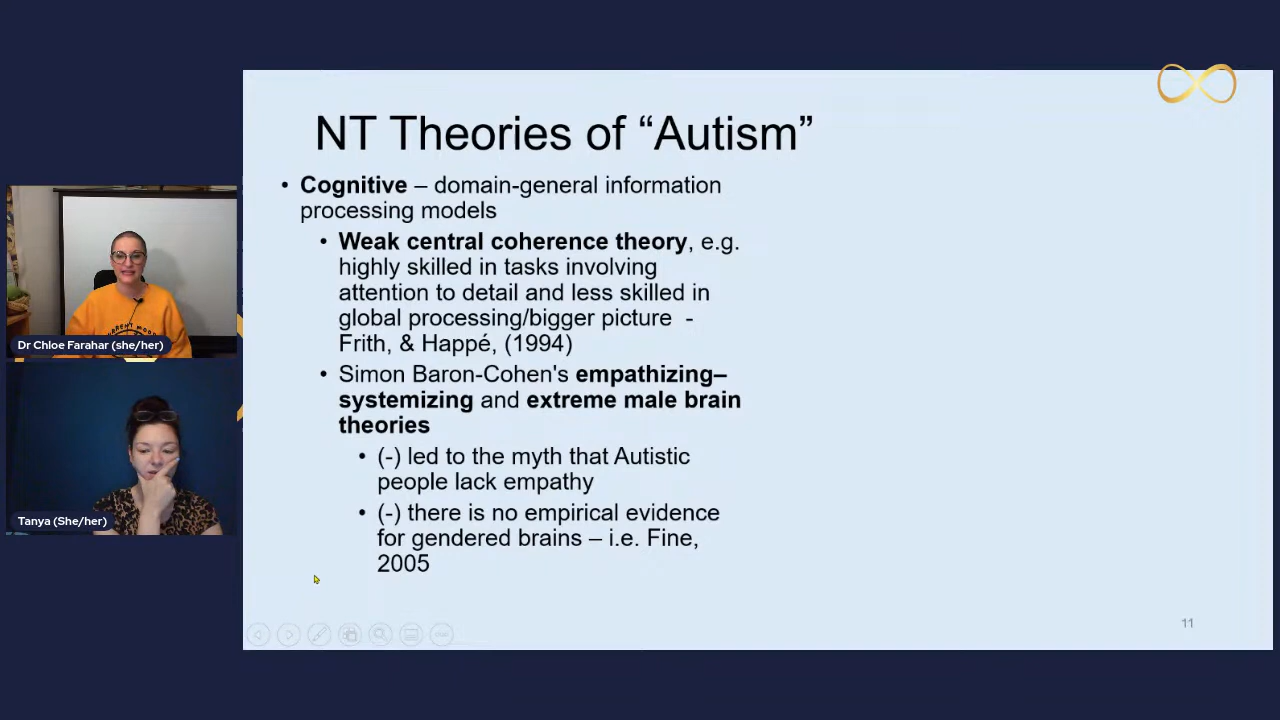 NT Theories of “Autism”
• Cognitive – domain-general information
processing models
• Weak central coherence theory, e.g.
highly skilled in tasks involving
attention to detail and less skilled in
global processing/bigger picture -
Frith, & Happé, (1994)
• Simon Baron-Cohen's empathizing–
systemizing and extreme male brain
theories
• (-) led to the myth that Autistic
people lack empathy
• (-) there is no empirical evidence
for gendered brains – i.e. Fine,
2005
11
Dr Chloe Farahar (she/her)
Tanya (She/her)